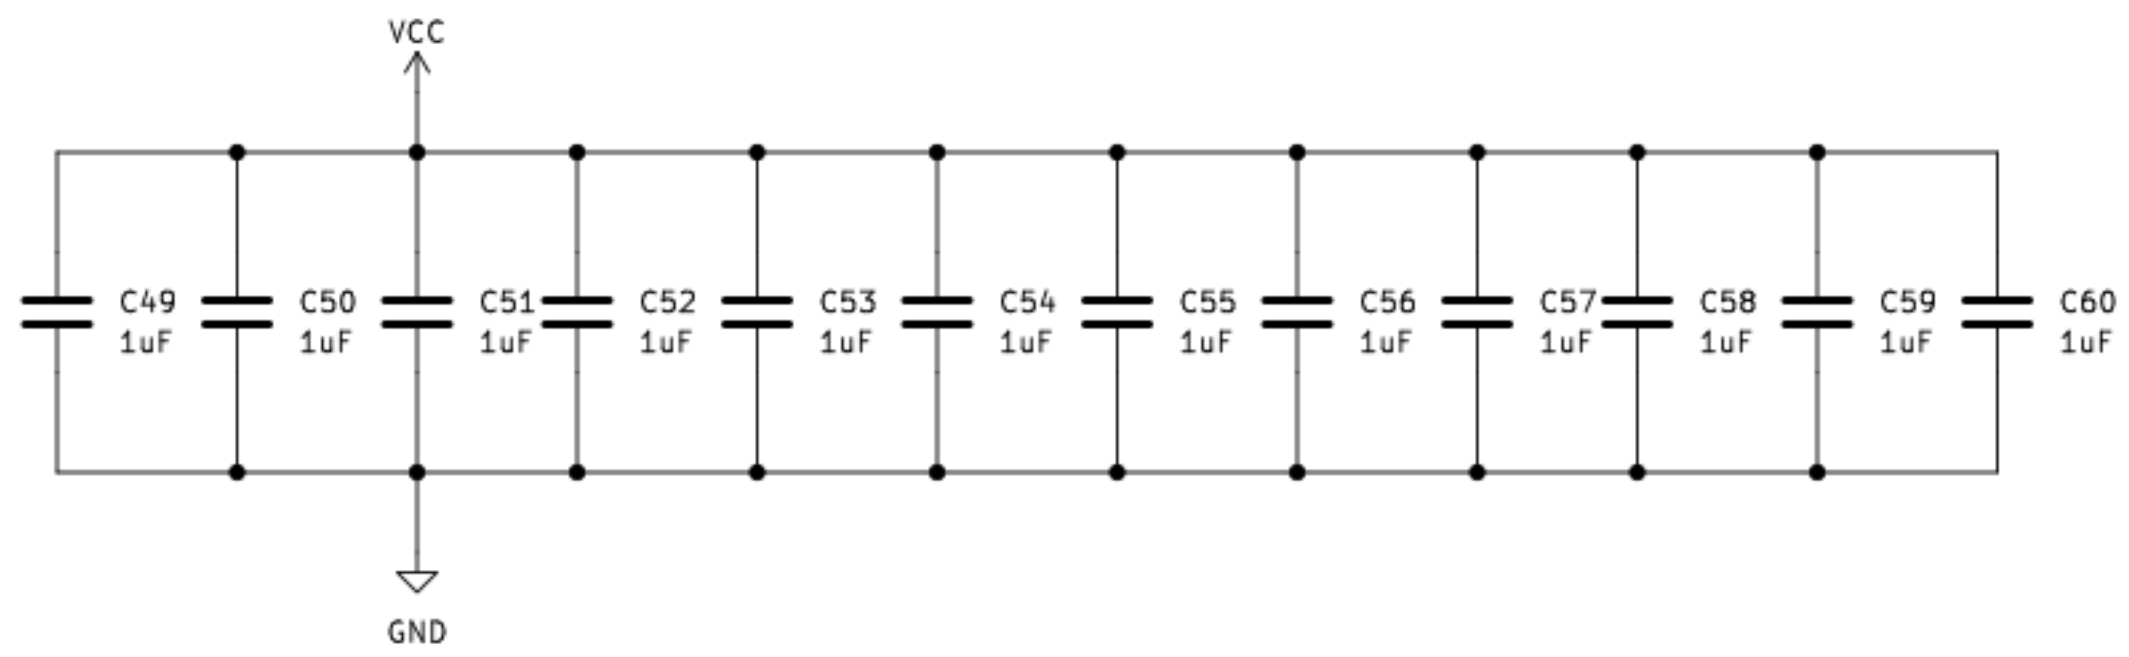 VCC
C49
1uF
C50
1uF
C51
1uF
C52
1uF
C53
1uF
C54
1uF
C55
1uF
C56
1uF
C57
1uF
C58
1uF
C59
1uF
C60
1uF
GND